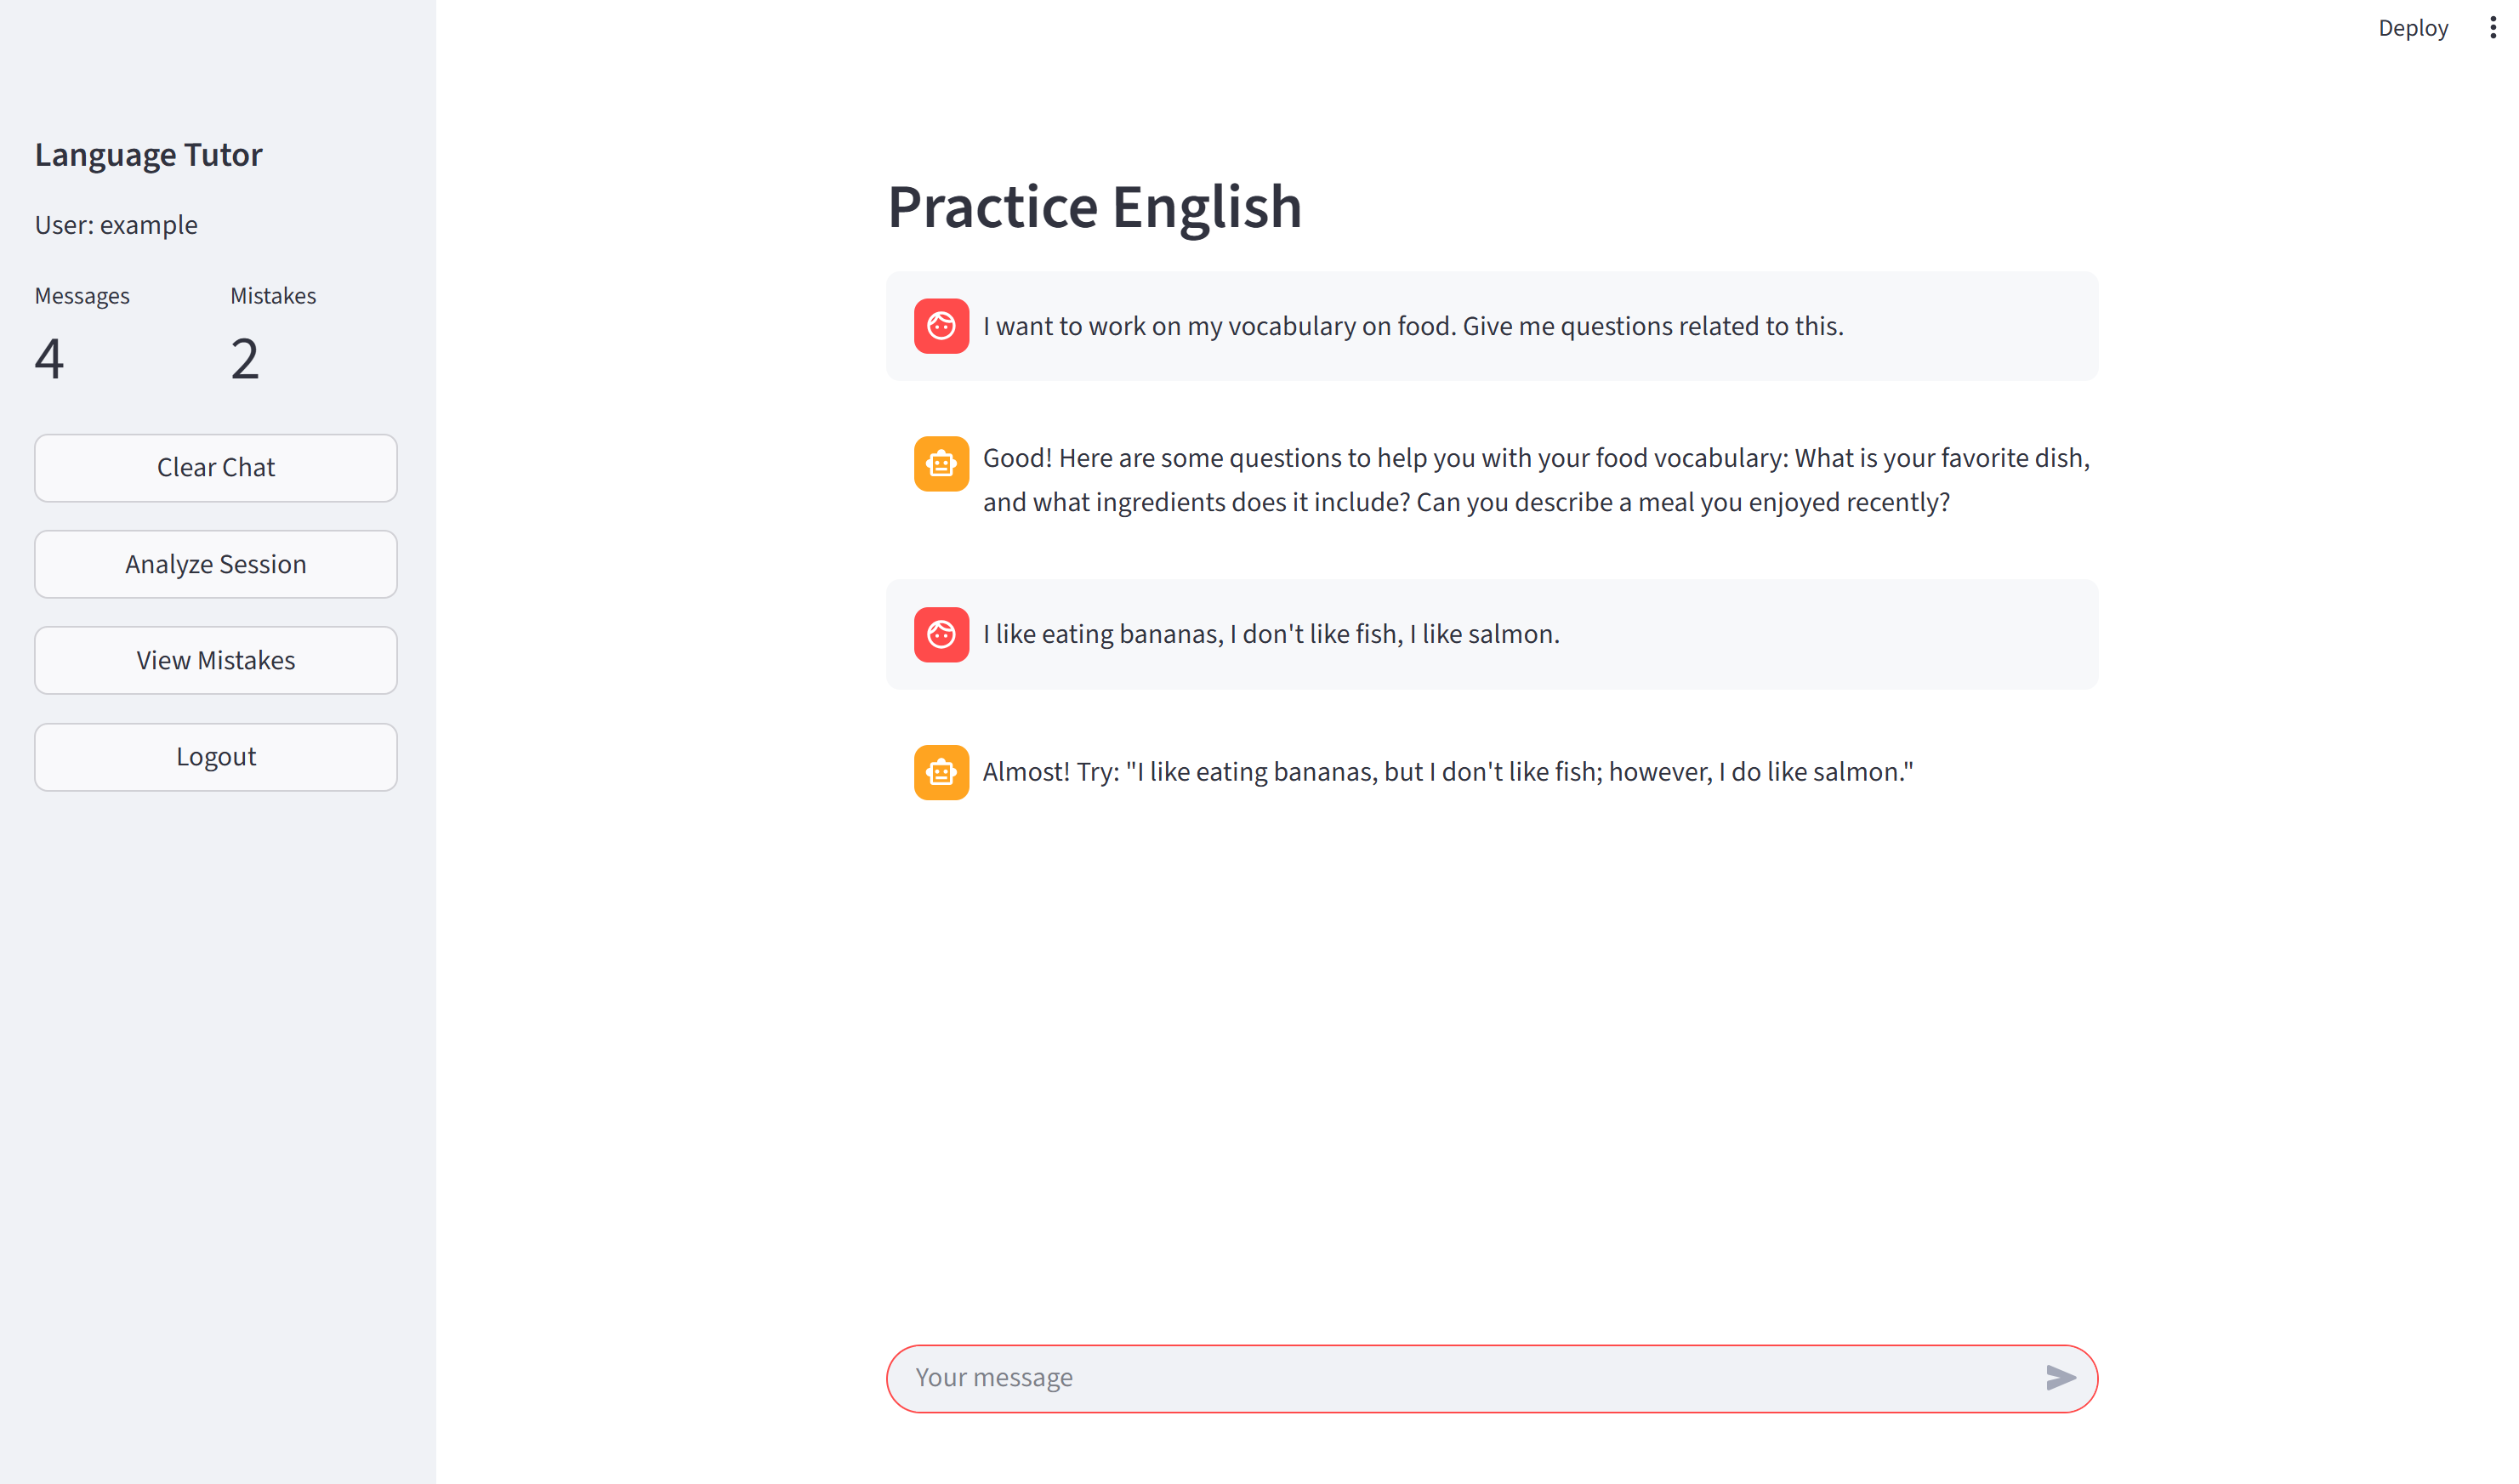 Deploy
Language Tutor
User: example
Messages
Mistakes
4
2
Clear Chat
Analyze Session
View Mistakes
Logout
Practice English
I want to work on my vocabulary on food. Give me questions related to this.
Good! Here are some questions to help you with your food vocabulary: What is your favorite dish,
and what ingredients does it include? Can you describe a meal you enjoyed recently?
I like eating bananas, I don't like fish, I like salmon.
Almost! Try: "I like eating bananas, but I don't like fish; however, I do like salmon."
Your message